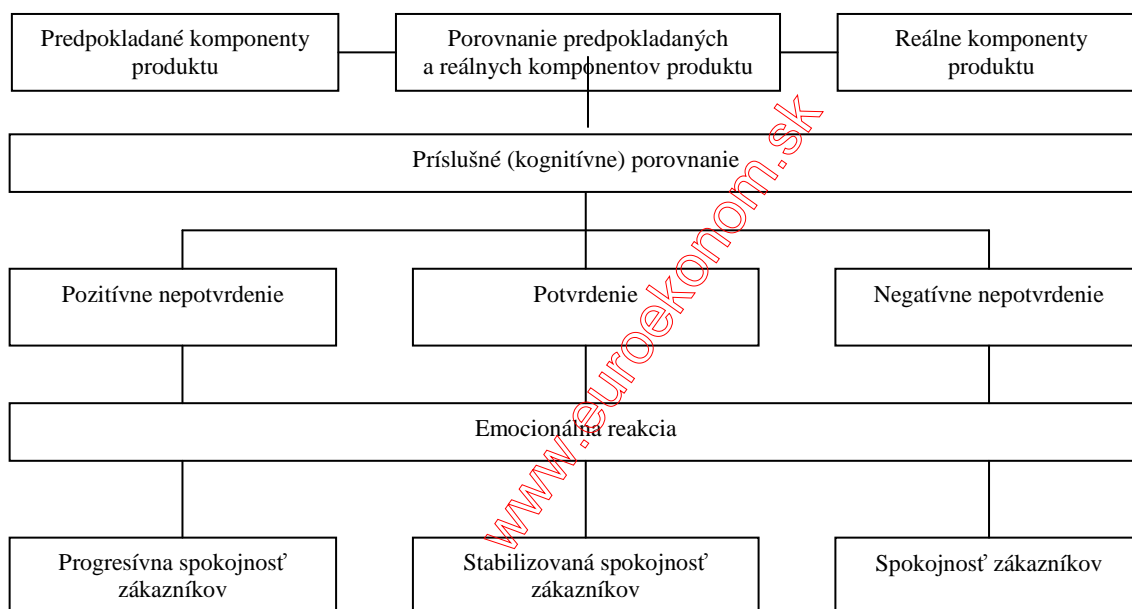 Predpokladané komponenty
produktu
Porovnanie predpokladaných
a reálnych komponentov produktu
Reálne komponenty
produktu
Príslušné (kognitívne) porovnanie
Pozitívne nepotvrdenie
Potvrdenie
Negatívne nepotvrdenie
Emocionálna reakcia
Progresívna spokojnosť
zákazníkov
Stabilizovaná spokojnosť
zákazníkov
Spokojnosť zákazníkov
www.euroekonom.sk